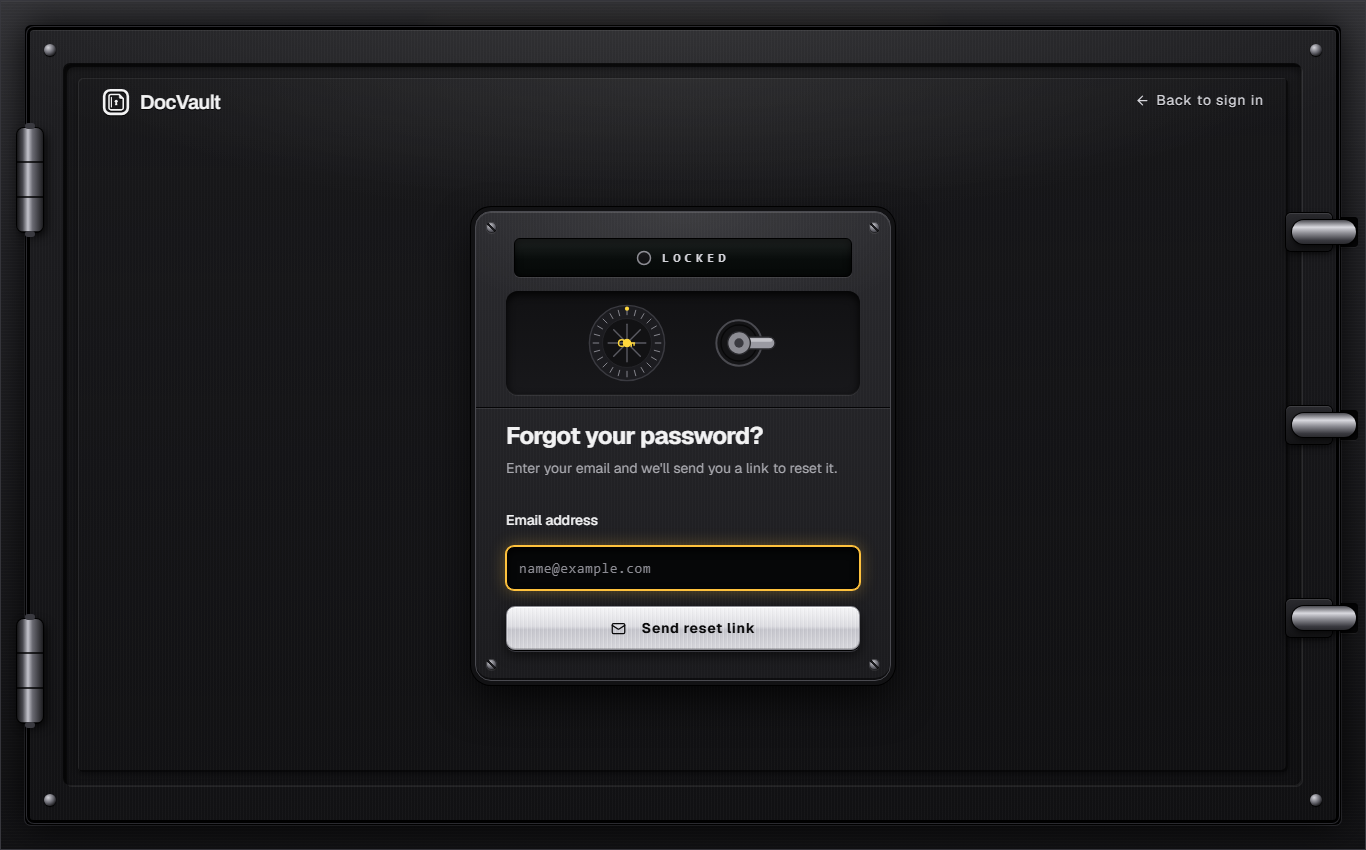 DocVault
Back to sign in
LOCKED
Forgot your password?
Enter your email and we'll send you a link to reset it.
Email address
name@example.com
Send reset link